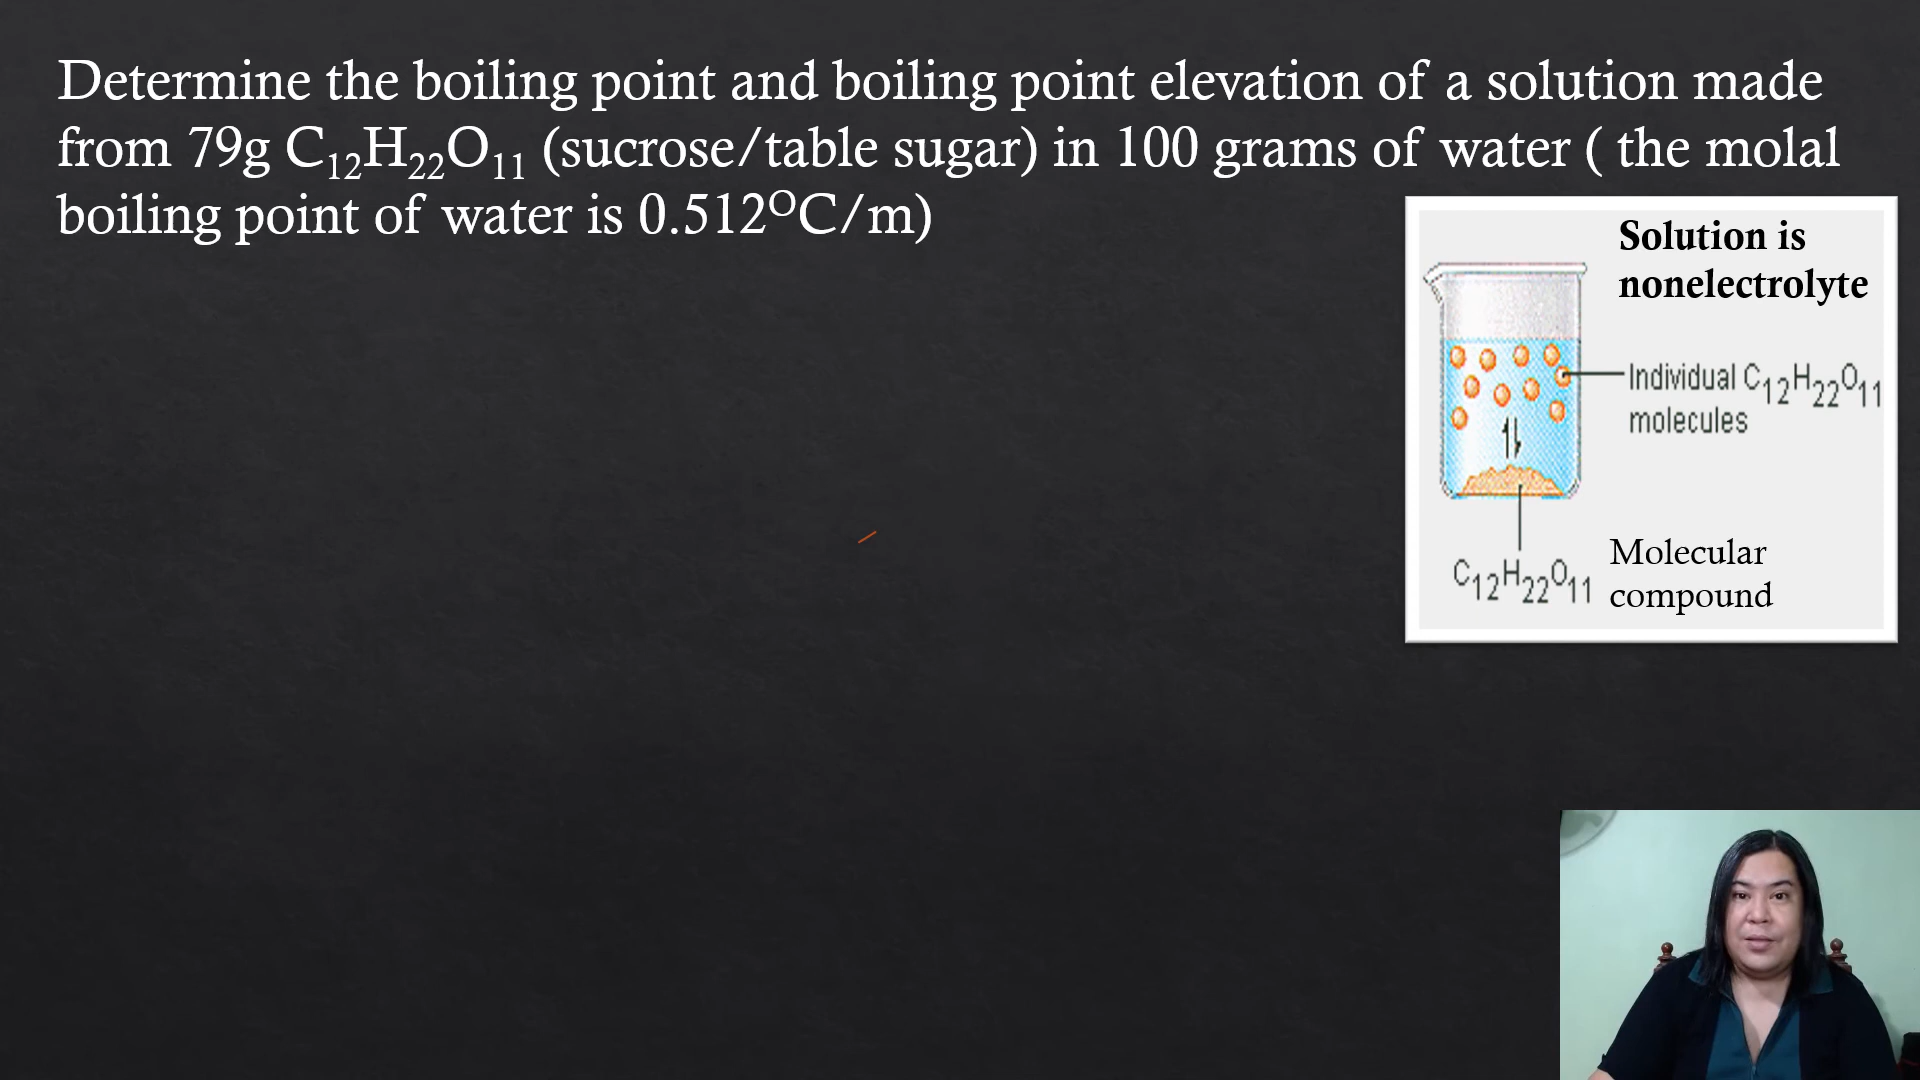 Determine the boiling point and boiling point elevation of a solution made
from 79g C₁₂H₂₂O₁₁ (sucrose/table sugar) in 100 grams of water ( the molal
boiling point of water is 0.512ᴼC/m)
Solution is
nonelectrolyte
Individual C₁₂H₂₂O₁₁
molecules
C₁₂H₂₂O₁₁
Molecular
compound